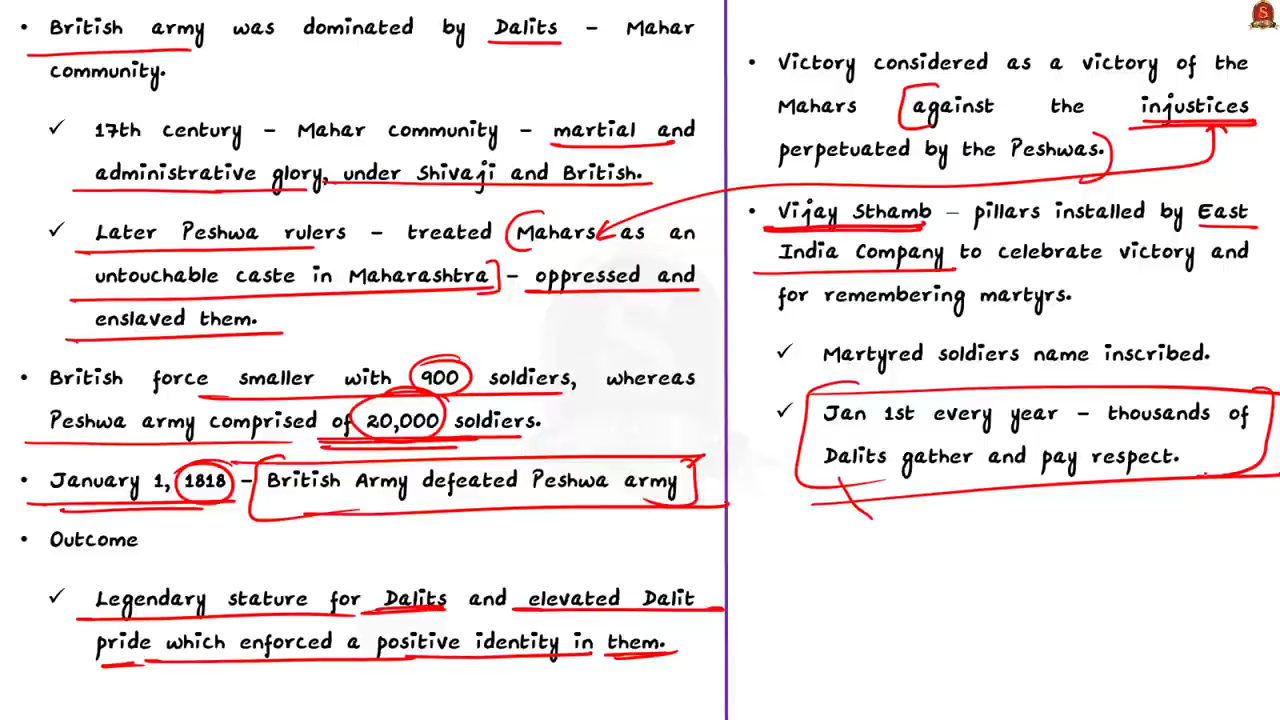 • British army was dominated by Dalits - Mahar
community.
✓ 17th century - Mahar community - martial and
administrative glory, under Shivaji and British.
✓ Later Peshwa rulers - treated Mahars as an
untouchable caste in Maharashtra - oppressed and
enslaved them.
• British force smaller with 900 soldiers, whereas
Peshwa army comprised of 20,000 soldiers.
• January 1, 1818 - British Army defeated Peshwa army
• Outcome
✓ Legendary stature for Dalits and elevated Dalit
pride which enforced a positive identity in them.
• Victory considered as a victory of the
Mahars against the injustices
perpetuated by the Peshwas.
• Vijay Sthamb – pillars installed by East
India Company to celebrate victory and
for remembering martyrs.
✓ Martyred soldiers name inscribed.
✓ Jan 1st every year - thousands of
Dalits gather and pay respect.